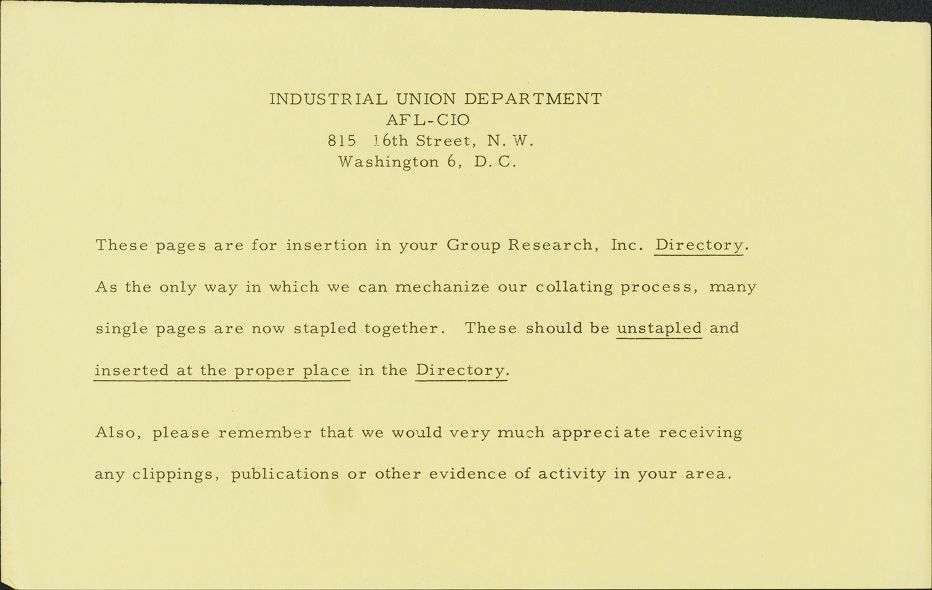 INDUSTRIAL UNION DEPARTMENT
AFL-CIO
815 16th Street, N. W.
Washington 6, D. C.
These pages are for insertion in your Group Research, Inc. Directory.
As the only way in which we can mechanize our collating process, many
single pages are now stapled together. These should be unstapled and
inserted at the proper place in the Directory.
Also, please remember that we would very much appreciate receiving
any clippings, publications or other evidence of activity in your area.